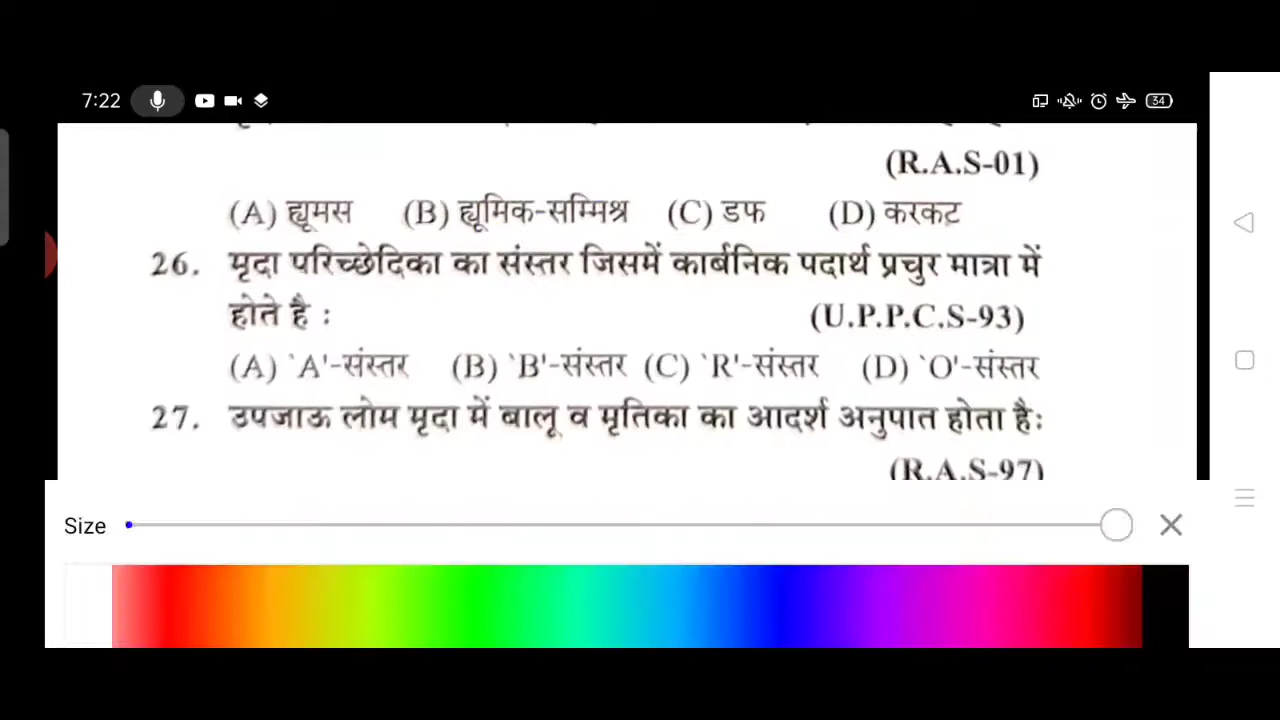 7:22 34
(R.A.S-01)
(A) ह्यूमस (B) ह्यूमिक-सम्मिश्र (C) डफ (D) करकट
26. मृदा परिच्छेदिका का संस्तर जिसमें कार्बनिक पदार्थ प्रचुर मात्रा में
होते है :
(U.P.P.C.S-93)
(A) `A'-संस्तर (B) `B'-संस्तर (C) `R'-संस्तर (D) `O'-संस्तर
27. उपजाऊ लोम मृदा में बालू व मृतिका का आदर्श अनुपात होता है:
(R.A.S-97)
Size